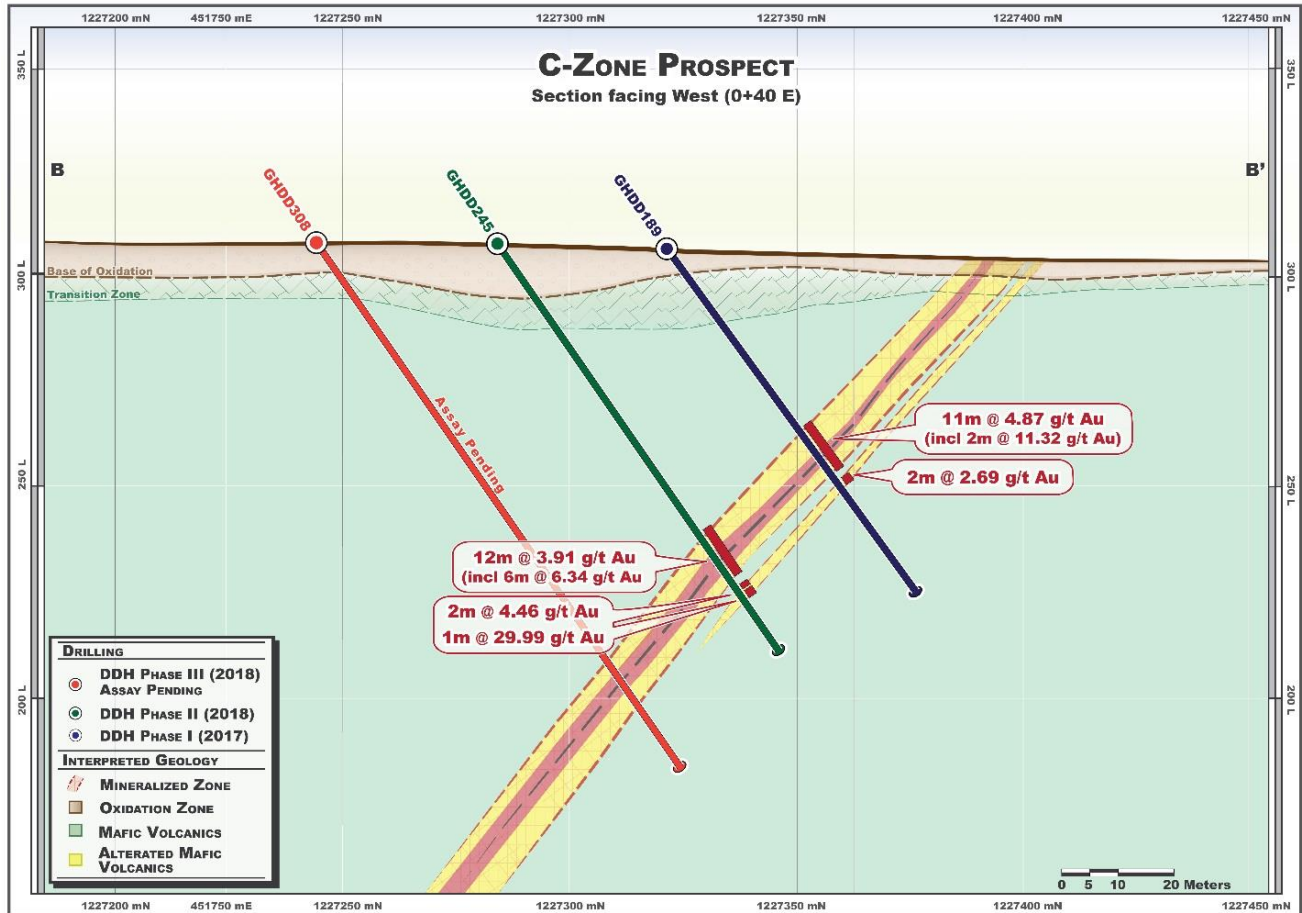 1227200 mN 451750 mE 1227250 mN 1227300 mN 1227350 mN 1227400 mN 1227450 mN
350 L
350 L
C-ZONE PROSPECT
Section facing West (0+40 E)
B
B'
GHDD308
GHDD245
GHDD189
300 L
Base of Oxidation
Transition Zone
300 L
Assay Pending
11m @ 4.87 g/t Au
(incl 2m @ 11.32 g/t Au)
2m @ 2.69 g/t Au
250 L
250 L
12m @ 3.91 g/t Au
(incl 6m @ 6.34 g/t Au
2m @ 4.46 g/t Au
1m @ 29.99 g/t Au
200 L
200 L
DRILLING
DDH PHASE III (2018)
ASSAY PENDING
DDH PHASE II (2018)
DDH PHASE I (2017)
INTERPRETED GEOLOGY
MINERALIZED ZONE
OXIDATION ZONE
MAFIC VOLCANICS
ALTERATED MAFIC
VOLCANICS
0 5 10 20 Meters
1227200 mN 451750 mE 1227250 mN 1227300 mN 1227350 mN 1227400 mN 1227450 mN